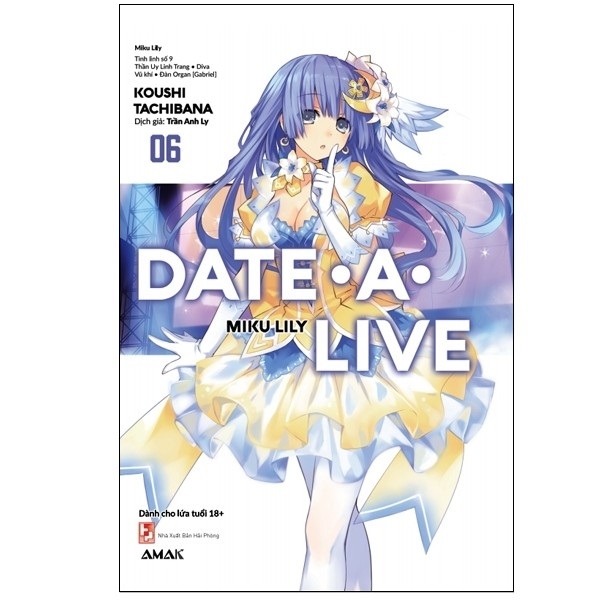 Miku Lily
Tinh linh số 9
Thần Uy Linh Trang • Diva
Vũ khí • Đàn Organ [Gabriel]
KOUSHI
TACHIBANA
Dịch giả: Trần Anh Ly
06
DATE • A •
MIKU LILY
LIVE
Dành cho lứa tuổi 18+
Nhà Xuất Bản Hải Phòng
AMAK